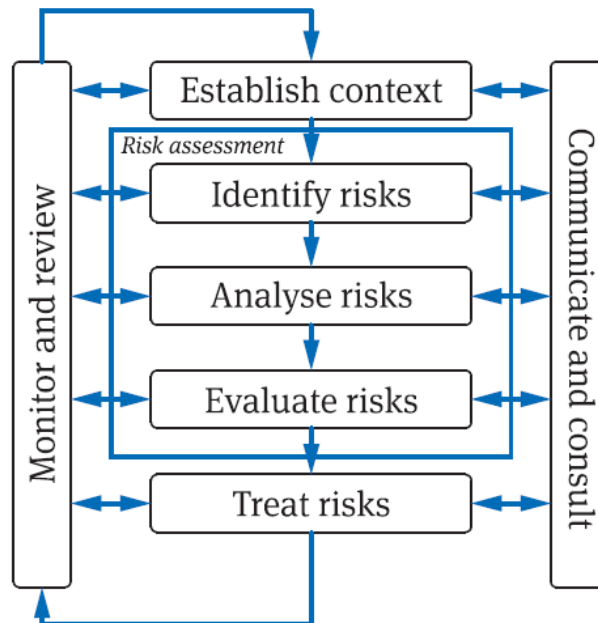 Establish context
Risk assessment
Identify risks
Analyse risks
Evaluate risks
Treat risks
Monitor and review
Communicate and consult